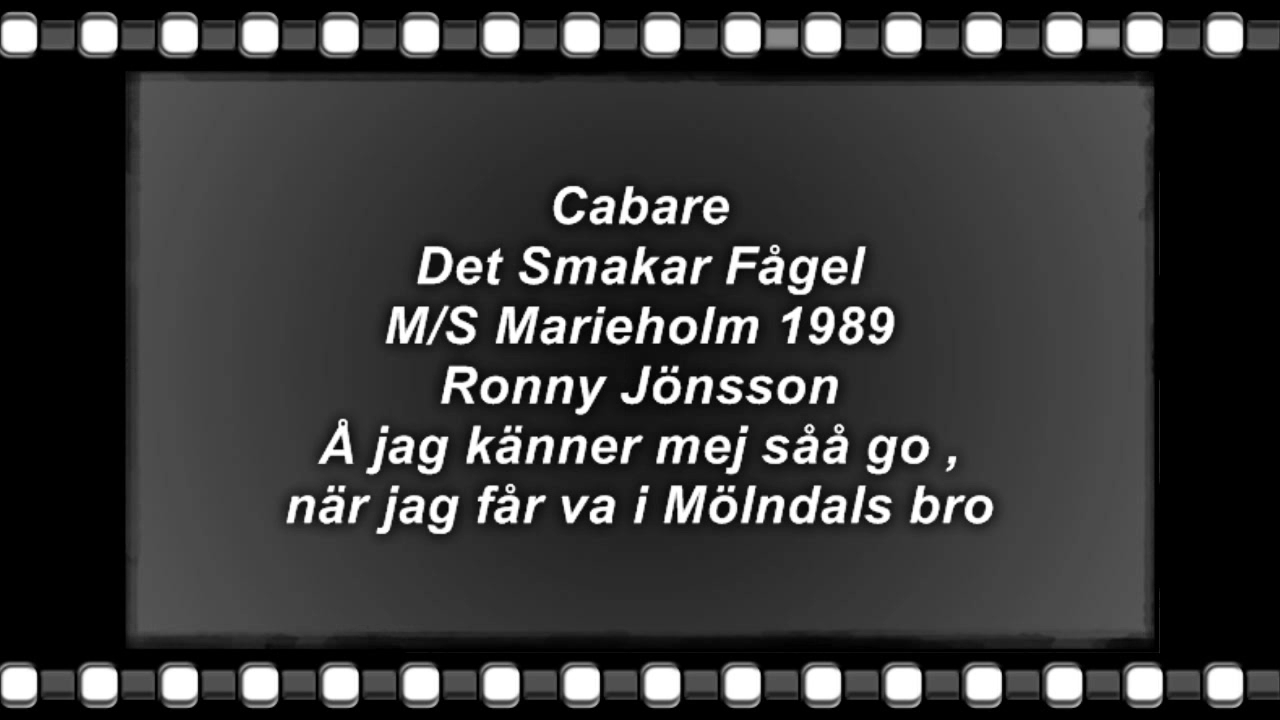 Cabare
Det Smakar Fågel
M/S Marieholm 1989
Ronny Jönsson
Å jag känner mej såå go ,
när jag får va i Mölndals bro